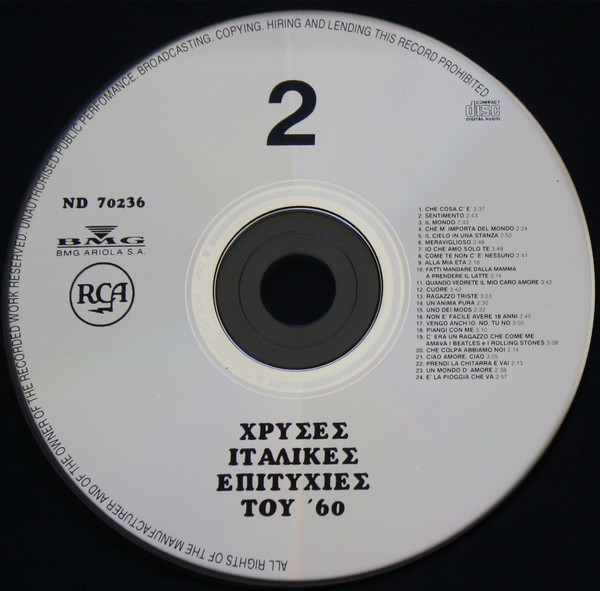 ALL RIGHTS OF THE MANUFACTURER AND OF THE OWNER OF THE RECORDED WORK RESERVED. UNAUTHORISED PUBLIC PERFOMANCE. BROADCASTING. COPYING. HIRING AND LENDING THIS RECORD PROHIBITED
2
COMPACT
disc
DIGITAL AUDIO
ND 70236
BMG
BMG ARIOLA S.A.
RCA
1. CHE COSA C' E' 2:37
2. SENTIMENTO 2:43
3. IL MONDO 2:43
4. CHE M' IMPORTA DEL MONDO 2:24
5. IL CIELO IN UNA STANZA 2:50
6. MERAVIGLIOSO 3:48
7. IO CHE AMO SOLO TE 3:48
8. COME TE NON C' E' NESSUNO 2:41
9. ALLA MIA ETA 2:18
10. FATTI MANDARE DALLA MAMMA
A PRENDERE IL LATTE 2:14
11. QUANDO VEDRETE IL MIO CARO AMORE 3:42
12. CUORE 3:42
13. RAGAZZO TRISTE 3:03
14. UN ANIMA PURA 2:30
15. UNO DEI MODS 2:32
16. NON E' FACILE AVERE 18 ANNI 2:40
17. VENGO ANCH IO. NO, TU NO 3:00
18. PIANGI CON ME 3:10
19. C' ERA UN RAGAZZO CHE COME ME
AMAVA I BEATLES e I ROLLING STONES 3:08
20. CHE COLPA ABBIAMO NOI 2:14
21. CIAO AMORE, CIAO 3:05
22. PRENDI LA CHITARRA E VAI 2:13
23. UN MONDO D' AMORE 2:38
24. E' LA PIOGGIA CHE VA 2:57
ΧΡΥΣΕΣ
ΙΤΑΛΙΚΕΣ
ΕΠΙΤΥΧΙΕΣ
ΤΟΥ '60